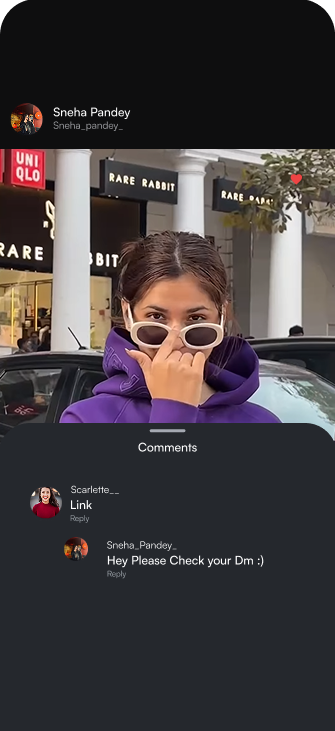 Sneha Pandey
Sneha_pandey_
UNI
QLO
RARE RABBIT
RARE RABBIT
RARE
BBIT
Comments
Scarlette__
Link
Reply
Sneha_Pandey_
Hey Please Check your Dm :)
Reply